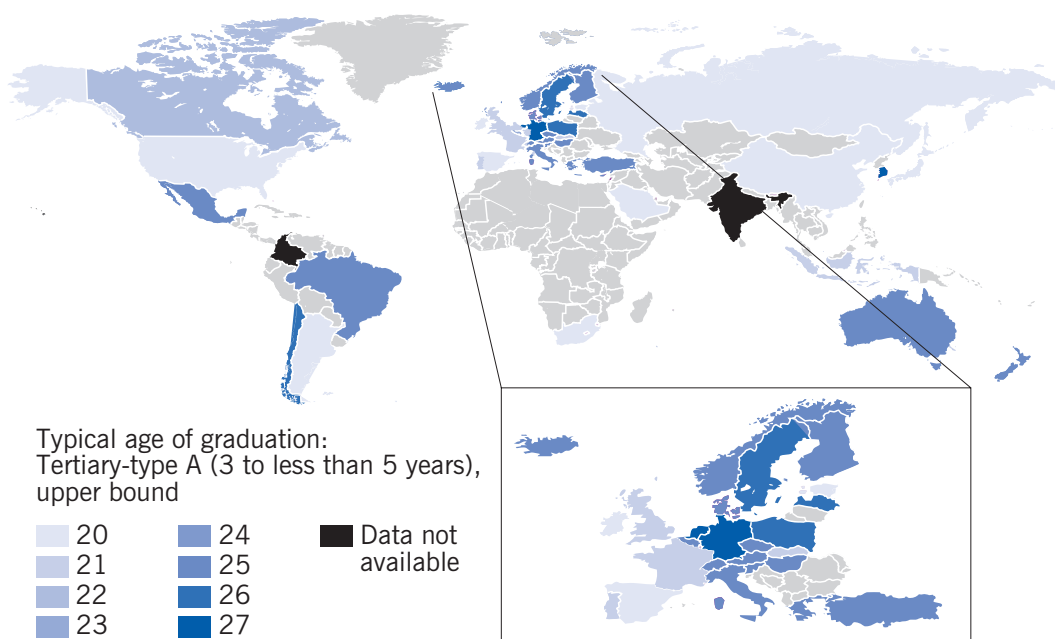 Typical age of graduation:
Tertiary-type A (3 to less than 5 years),
upper bound
20
21
22
23
24
25
26
27
Data not
available